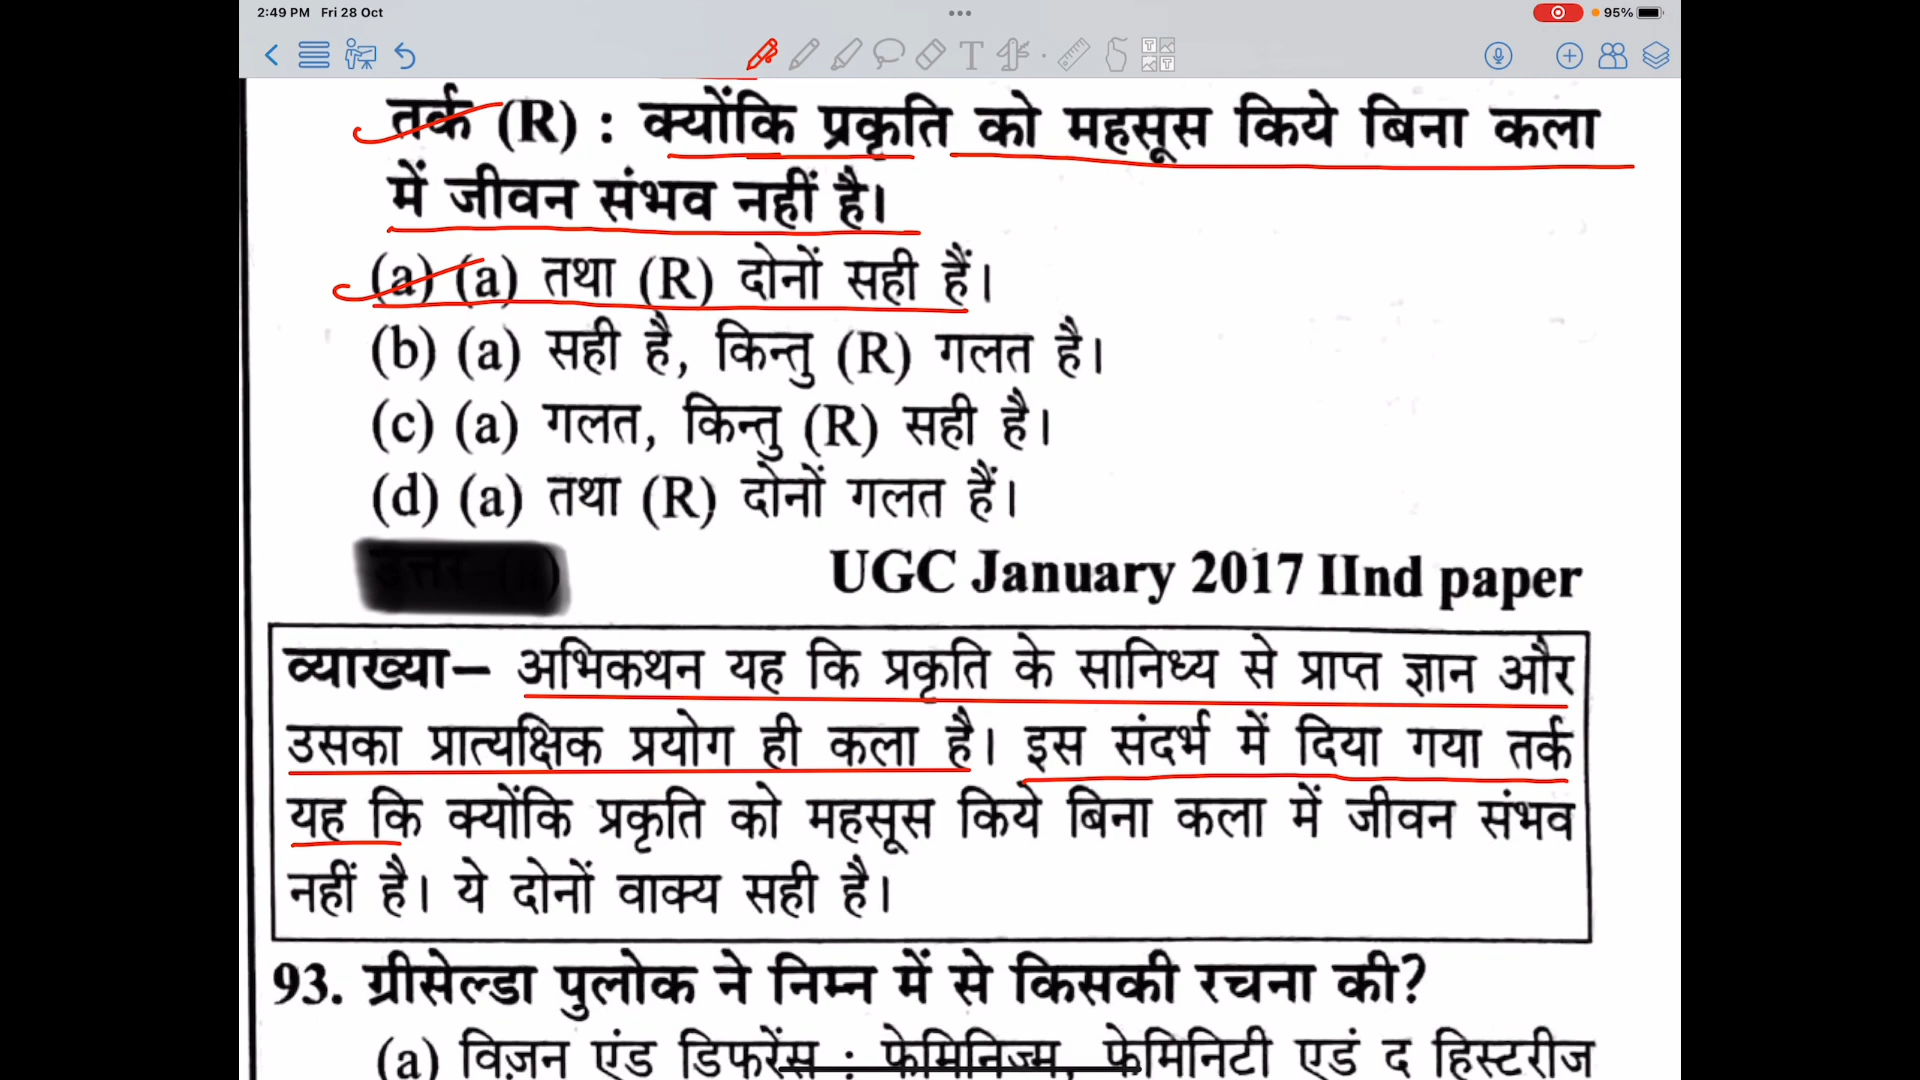 2:49 PM Fri 28 Oct
95%
तर्क (R) : क्योंकि प्रकृति को महसूस किये बिना कला
में जीवन संभव नहीं है।
(a) (a) तथा (R) दोनों सही हैं।
(b) (a) सही है, किन्तु (R) गलत है।
(c) (a) गलत, किन्तु (R) सही है।
(d) (a) तथा (R) दोनों गलत हैं।
UGC January 2017 IInd paper
व्याख्या– अभिकथन यह कि प्रकृति के सानिध्य से प्राप्त ज्ञान और
उसका प्रात्यक्षिक प्रयोग ही कला है। इस संदर्भ में दिया गया तर्क
यह कि क्योंकि प्रकृति को महसूस किये बिना कला में जीवन संभव
नहीं है। ये दोनों वाक्य सही है।
93. ग्रीसेल्डा पुलोक ने निम्न में से किसकी रचना की?
(a) विज़न एंड डिफरेंस : फेमिनिज्म, फेमिनिटी एडं द हिस्टरीज